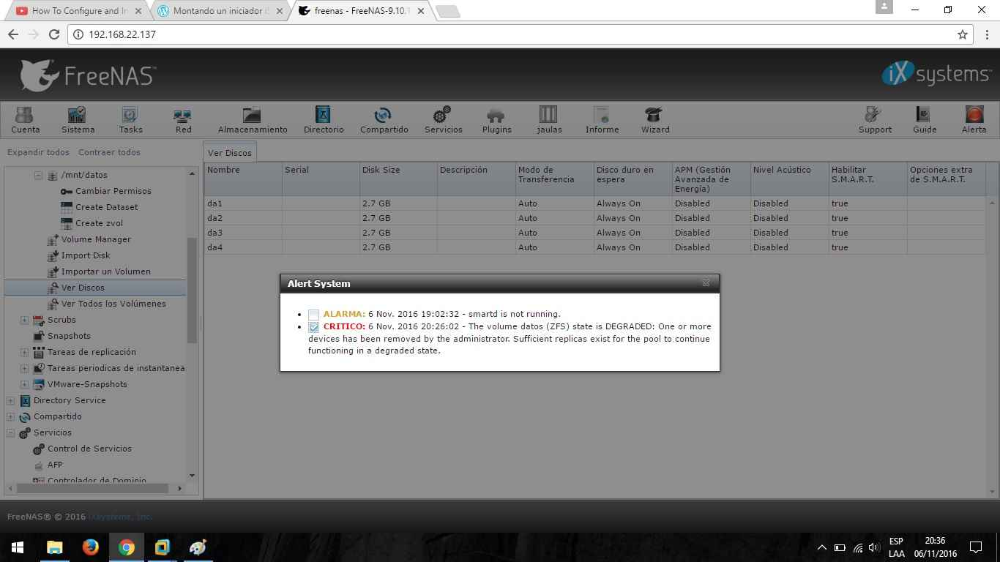 How To Configure and In
Montando un iniciador iS
freenas - FreeNAS-9.10.1
192.168.22.137
FreeNAS™
iXsystems™
Cuenta
Sistema
Tasks
Red
Almacenamiento
Directorio
Compartido
Servicios
Plugins
jaulas
Informe
Wizard
Support
Guide
Alerta
Expandir todos Contraer todos
/mnt/datos
Cambiar Permisos
Create Dataset
Create zvol
Volume Manager
Import Disk
Importar un Volumen
Ver Discos
Ver Todos los Volúmenes
Scrubs
Snapshots
Tareas de replicación
Tareas periodicas de instantanea
VMware-Snapshots
Directory Service
Compartido
Servicios
Control de Servicios
AFP
Controlador de Dominio
Ver Discos
Nombre Serial Disk Size Descripción Modo de Transferencia Disco duro en espera APM (Gestión Avanzada de Energía) Nivel Acústico Habilitar S.M.A.R.T. Opciones extra de S.M.A.R.T.
da1 2.7 GB Auto Always On Disabled Disabled true
da2 2.7 GB Auto Always On Disabled Disabled true
da3 2.7 GB Auto Always On Disabled Disabled true
da4 2.7 GB Auto Always On Disabled Disabled true
Alert System
ALARMA: 6 Nov. 2016 19:02:32 - smartd is not running.
CRITICO: 6 Nov. 2016 20:26:02 - The volume datos (ZFS) state is DEGRADED: One or more
devices has been removed by the administrator. Sufficient replicas exist for the pool to continue
functioning in a degraded state.
FreeNAS® © 2016 iXsystems, Inc.
ESP
LAA
20:36
06/11/2016